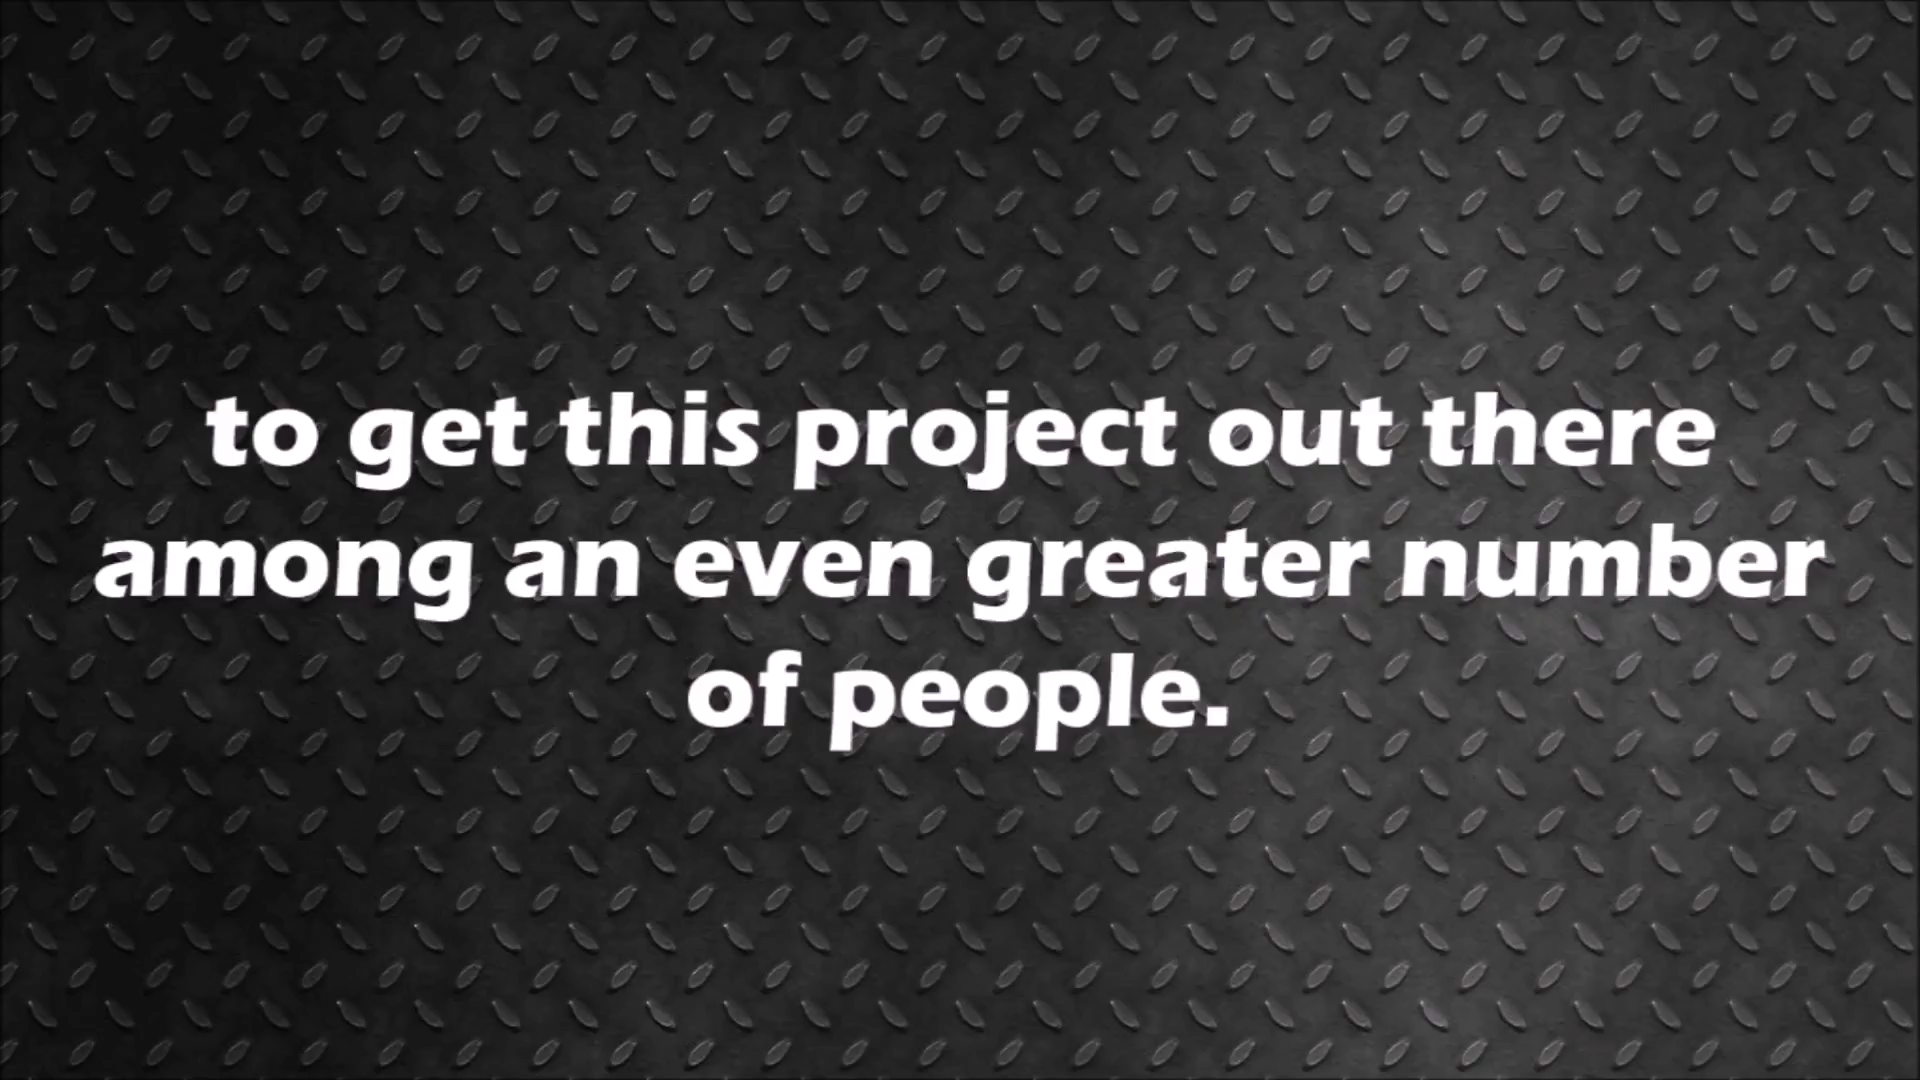 to get this project out there
among an even greater number
of people.